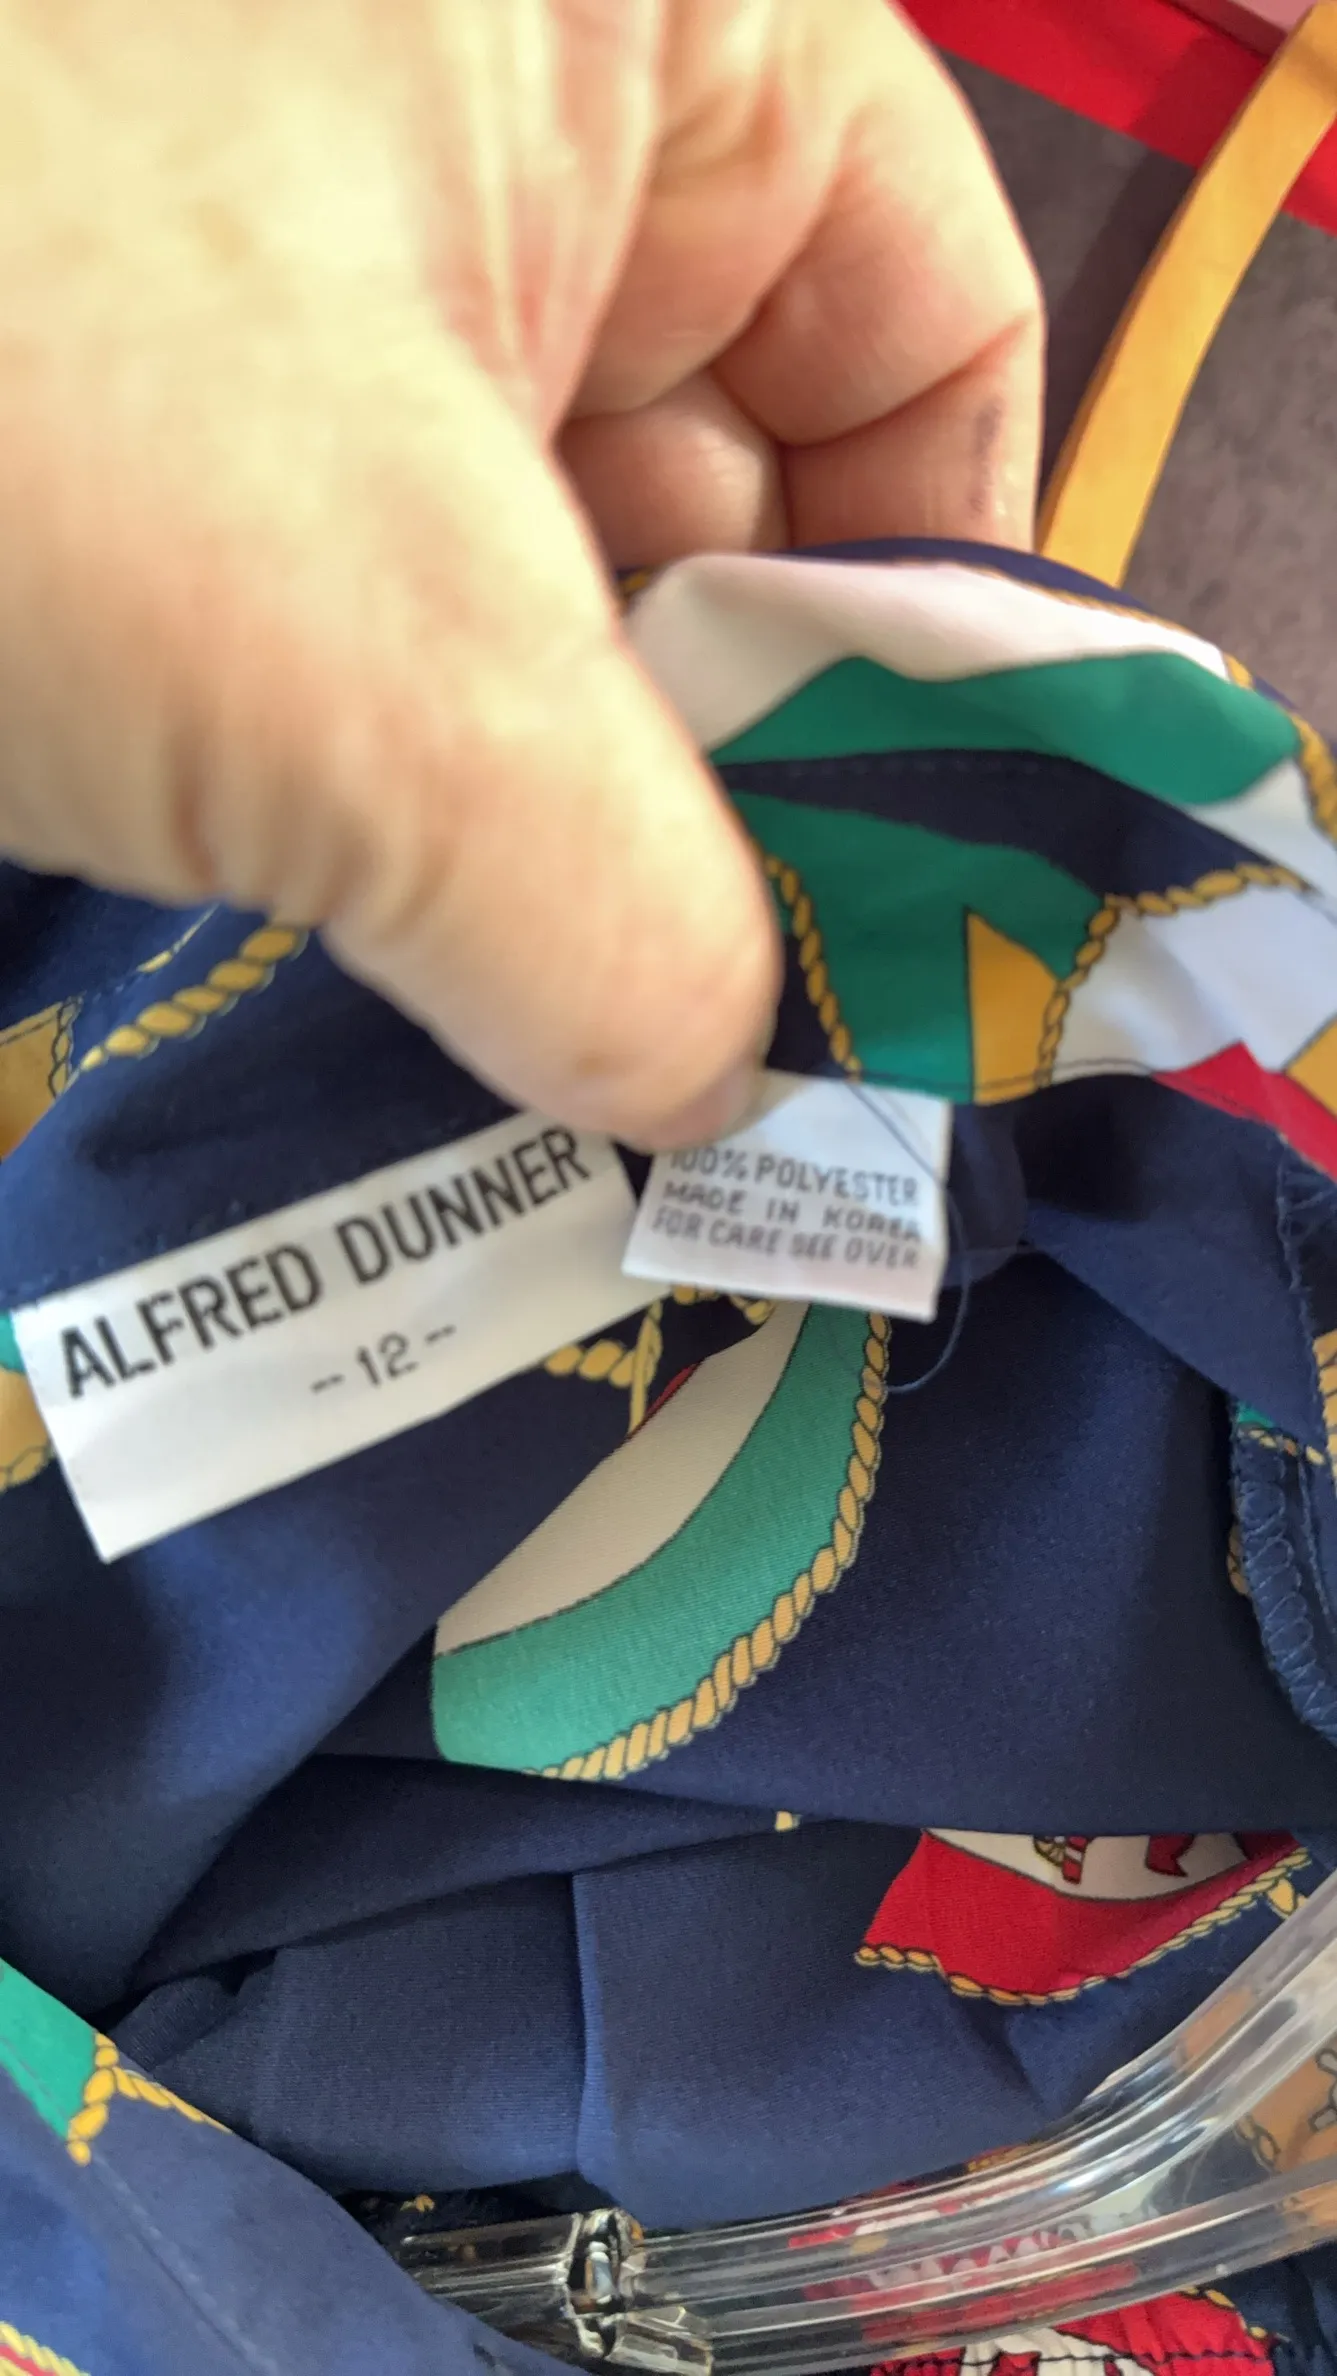 ALFRED DUNNER
-- 12 --
100% POLYESTER
MADE IN KOREA
FOR CARE SEE OVER